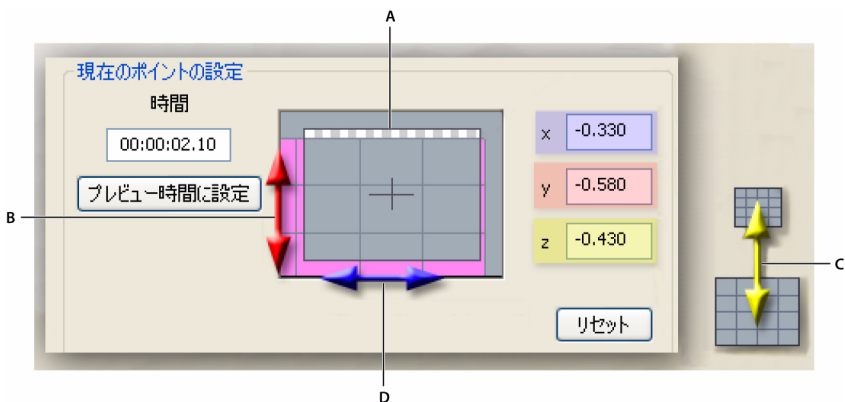 A
現在のポイントの設定
時間
00:00:02.10
プレビュー時間に設定
x -0.330
y -0.580
z -0.430
リセット
B
C
D